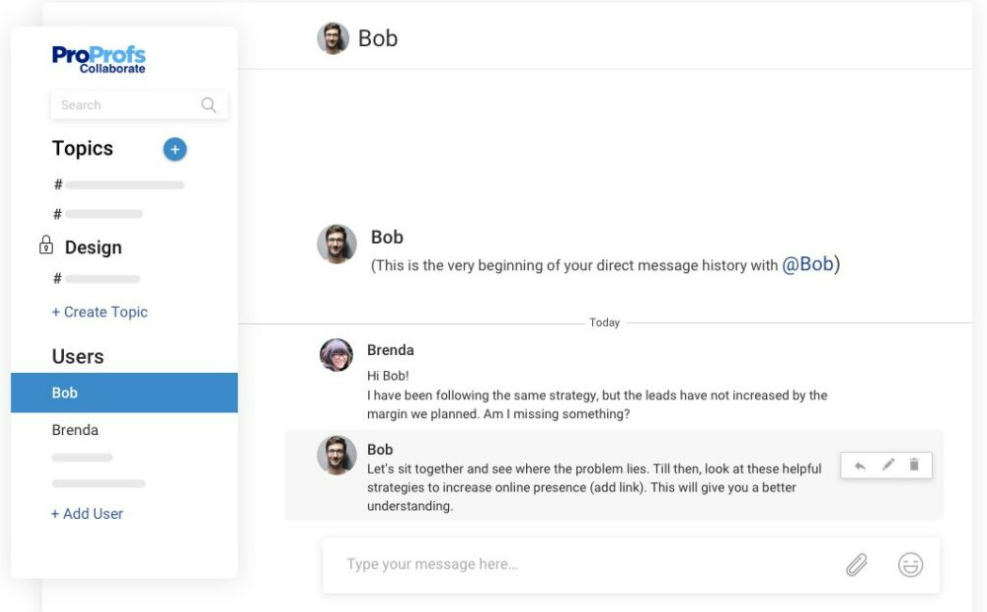 ProProfs
Collaborate
Search
Topics
+
#
#
Design
#
+ Create Topic
Users
Bob
Brenda
+ Add User
Bob
Bob
(This is the very beginning of your direct message history with @Bob)
Today
Brenda
Hi Bob!
I have been following the same strategy, but the leads have not increased by the
margin we planned. Am I missing something?
Bob
Let's sit together and see where the problem lies. Till then, look at these helpful
strategies to increase online presence (add link). This will give you a better
understanding.
Type your message here...